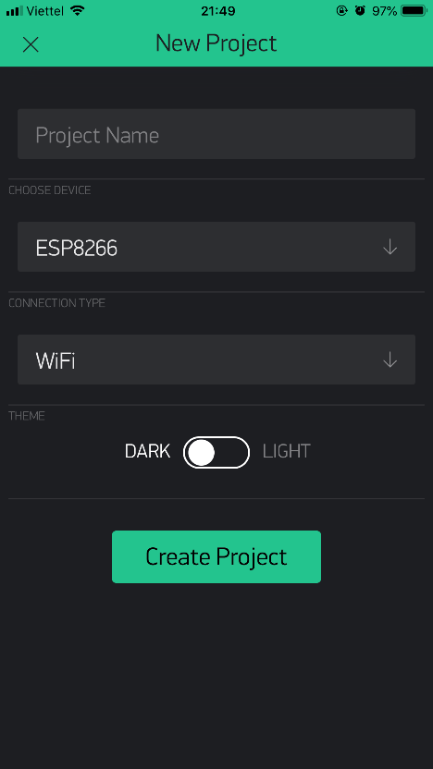 Viettel 21:49 97%
New Project
Project Name
CHOOSE DEVICE
ESP8266
CONNECTION TYPE
WiFi
THEME
DARK LIGHT
Create Project